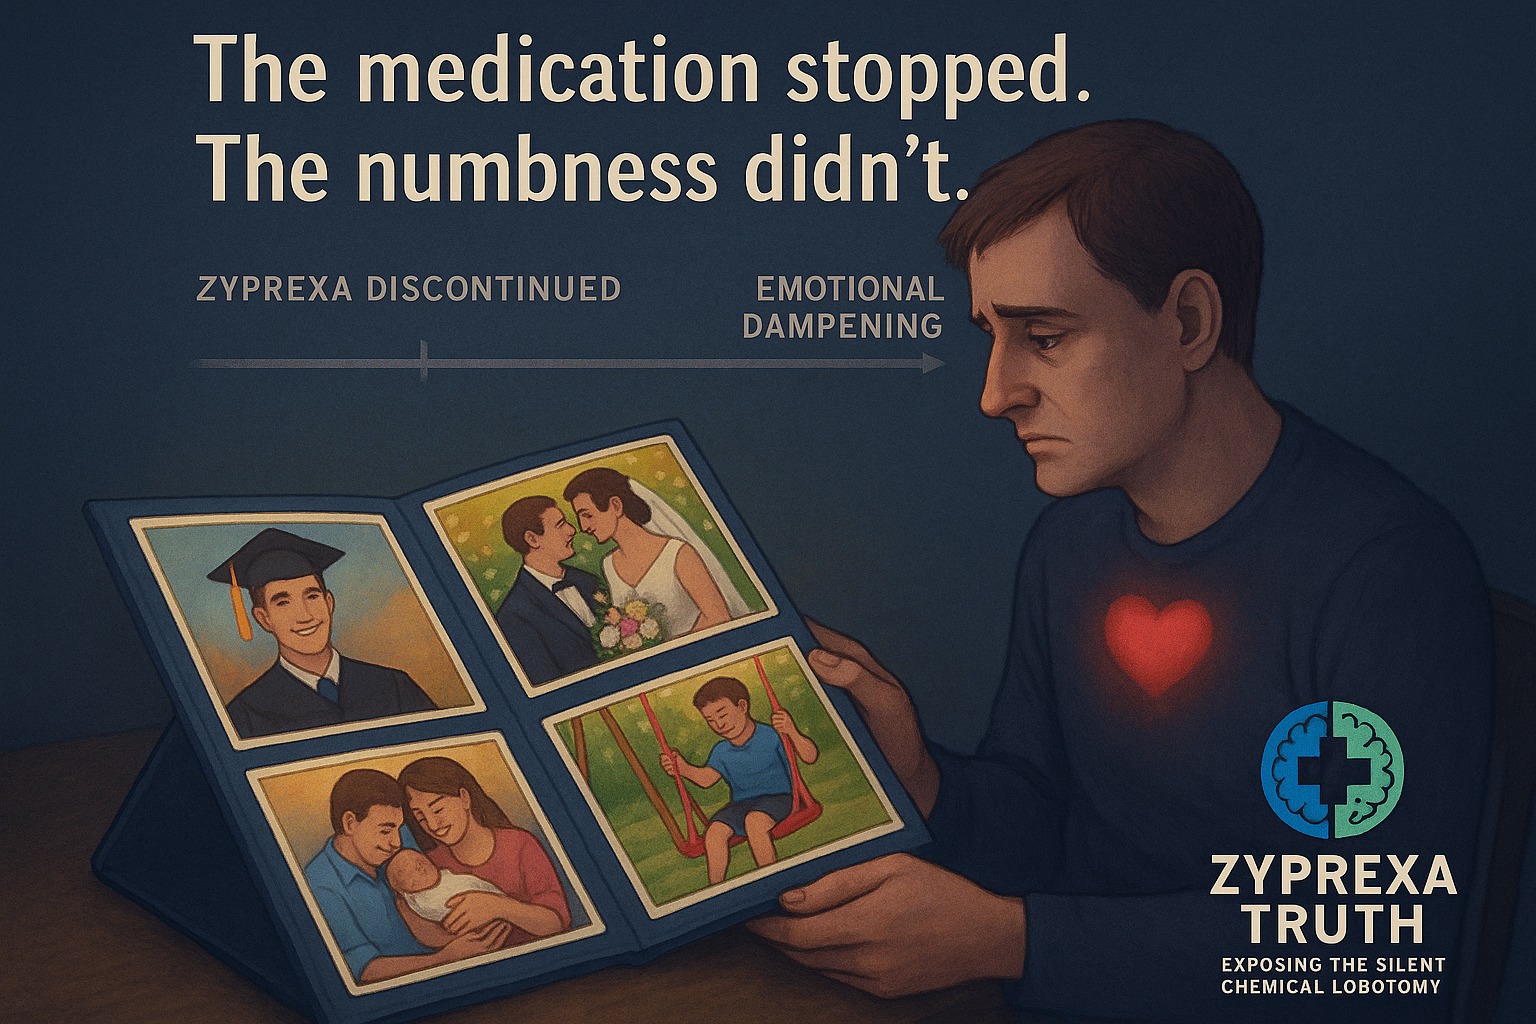 The medication stopped.
The numbness didn’t.
ZYPREXA DISCONTINUED
EMOTIONAL
DAMPENING
ZYPREXA
TRUTH
EXPOSING THE SILENT
CHEMICAL LOBOTOMY